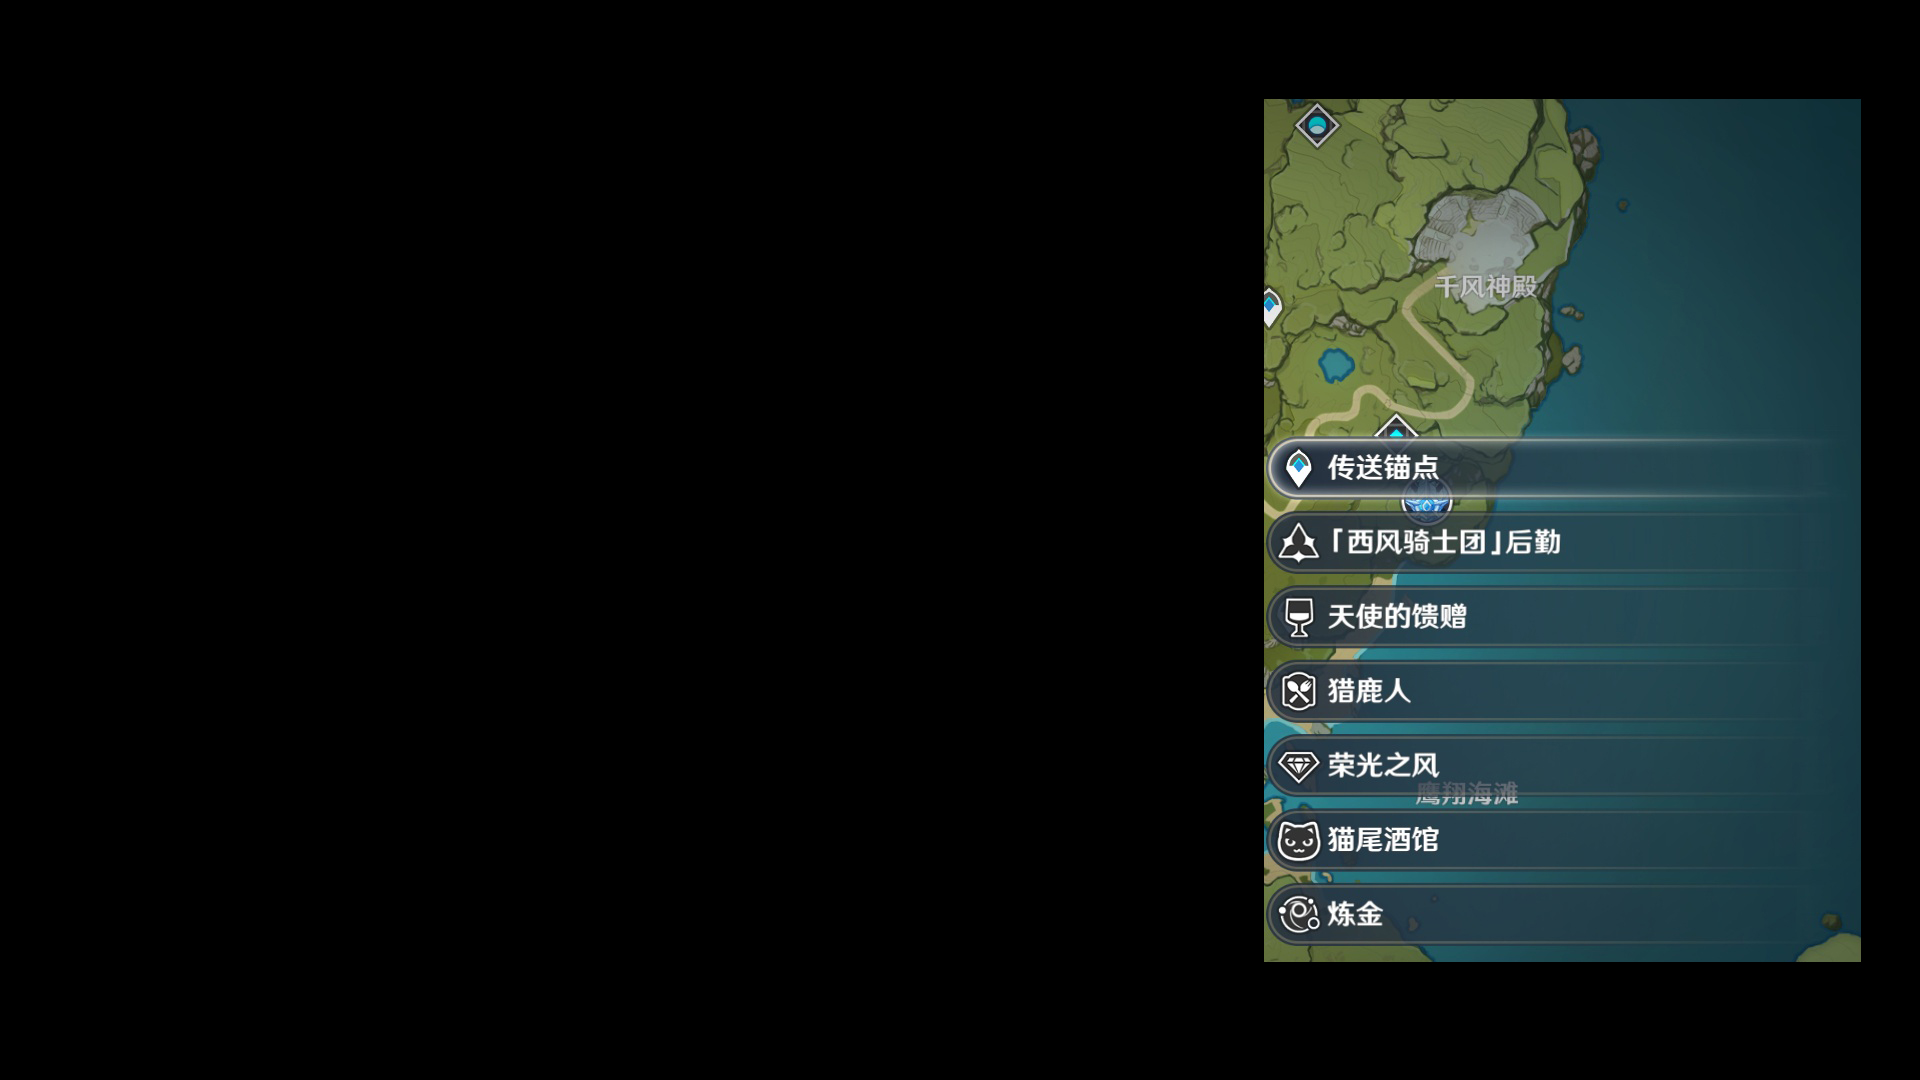 千风神殿
传送锚点
「西风骑士团」后勤
天使的馈赠
猎鹿人
荣光之风
鹰翔海滩
猫尾酒馆
炼金